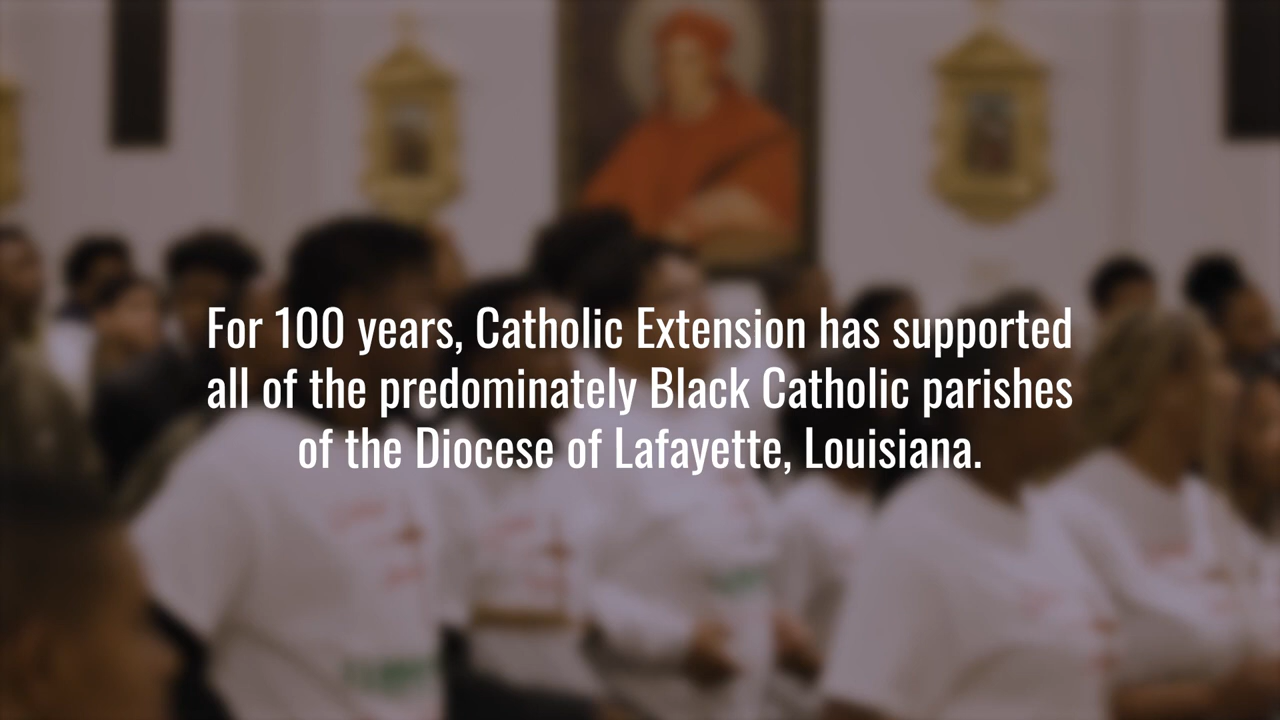 For 100 years, Catholic Extension has supported
all of the predominately Black Catholic parishes
of the Diocese of Lafayette, Louisiana.